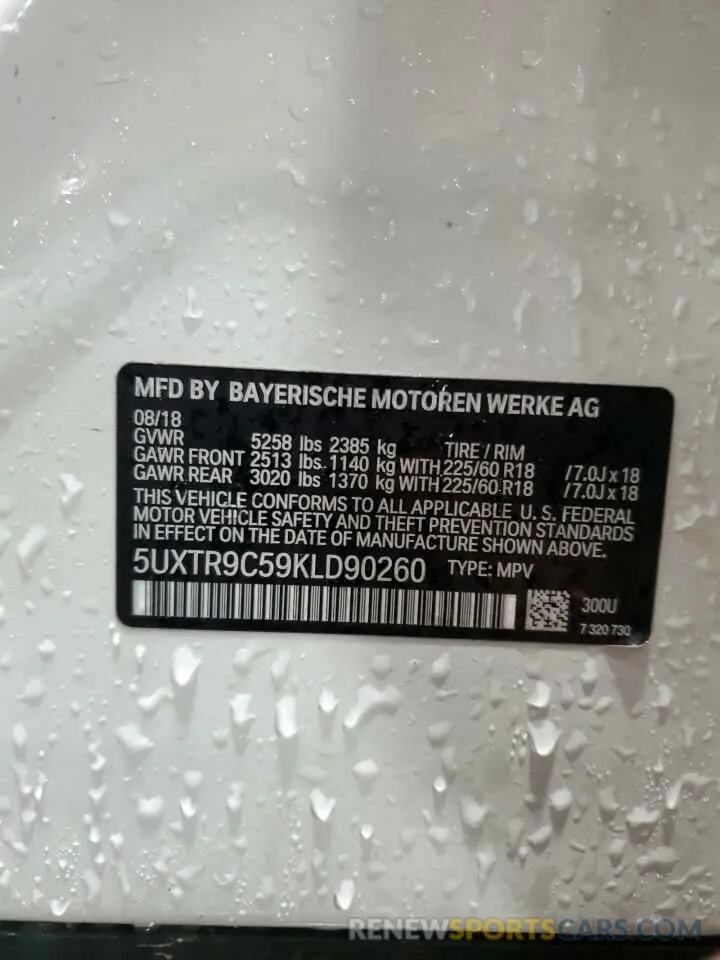 MFD BY BAYERISCHE MOTOREN WERKE AG
08/18
GVWR 5258 lbs 2385 kg TIRE / RIM
GAWR FRONT 2513 lbs 1140 kg WITH 225/60 R18 /7.0J x 18
GAWR REAR 3020 lbs 1370 kg WITH 225/60 R18 /7.0J x 18
THIS VEHICLE CONFORMS TO ALL APPLICABLE U. S. FEDERAL
MOTOR VEHICLE SAFETY AND THEFT PREVENTION STANDARDS
IN EFFECT ON THE DATE OF MANUFACTURE SHOWN ABOVE.
5UXTR9C59KLD90260 TYPE: MPV
300U
7 320 730
RENEWSPORTSCARS.COM